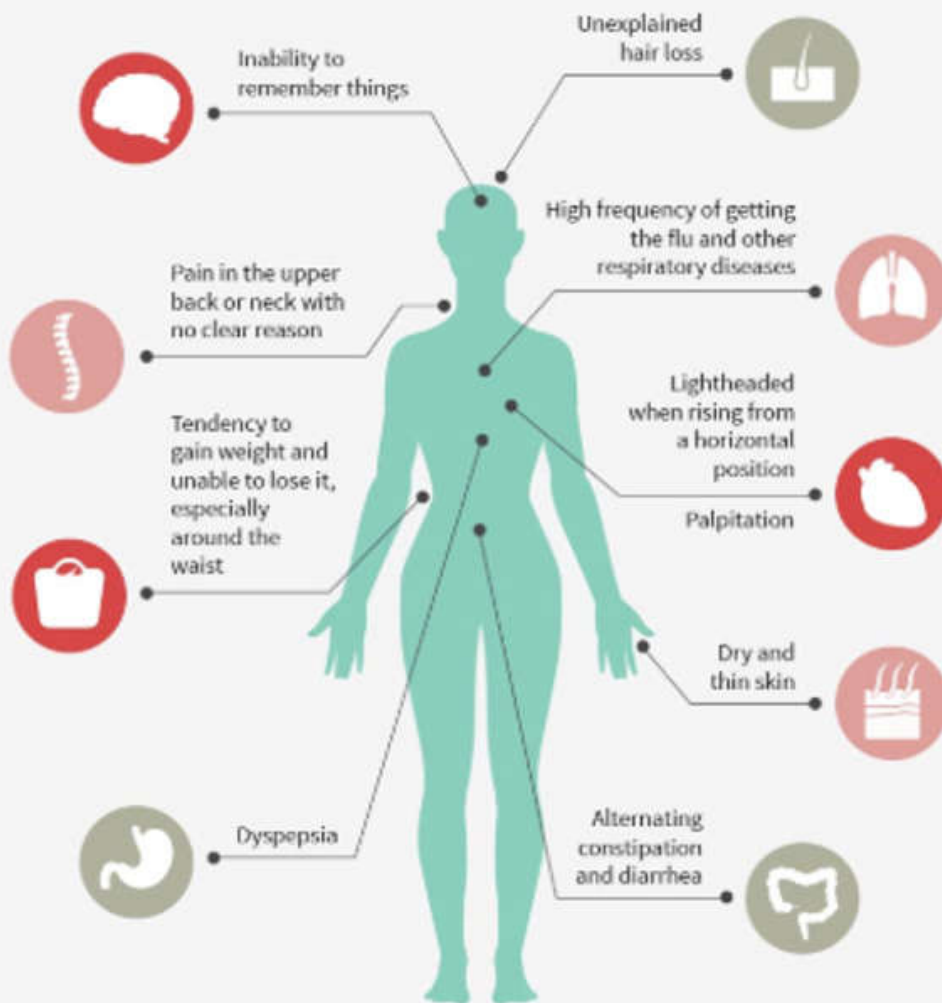 Inability to
remember things
Unexplained
hair loss
High frequency of getting
the flu and other
respiratory diseases
Pain in the upper
back or neck with
no clear reason
Lightheaded
when rising from
a horizontal
position
Palpitation
Tendency to
gain weight and
unable to lose it,
especially
around the
waist
Dry and
thin skin
Dyspepsia
Alternating
constipation
and diarrhea